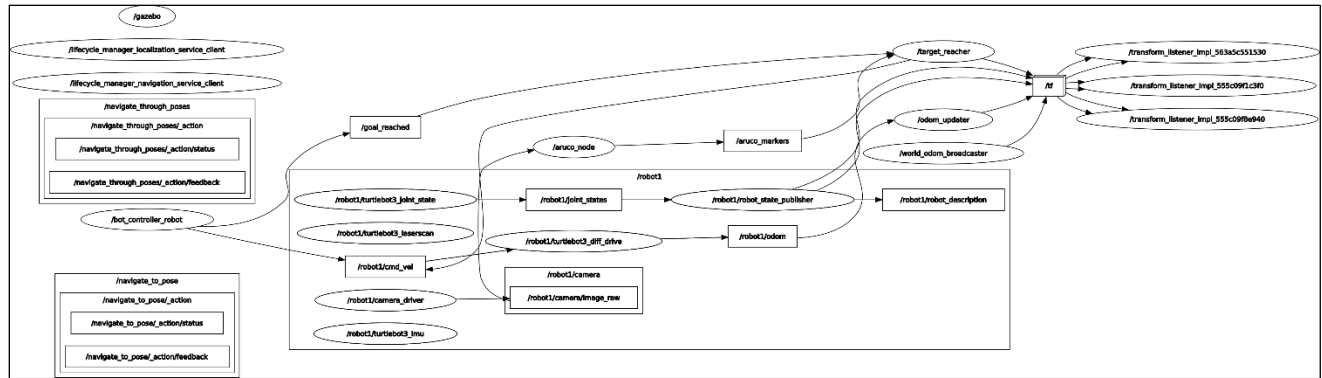 /gazebo
/lifecycle_manager_localization_service_client
/lifecycle_manager_navigation_service_client
/navigate_through_poses
/navigate_through_poses/_action
/navigate_through_poses/_action/status
/navigate_through_poses/_action/feedback
/bot_controller_robot
/navigate_to_pose
/navigate_to_pose/_action
/navigate_to_pose/_action/status
/navigate_to_pose/_action/feedback
/goal_reached
/aruco_node
/aruco_markers
/robot1
/robot1/turtlebot3_joint_state
/robot1/joint_states
/robot1/robot_state_publisher
/robot1/robot_description
/robot1/turtlebot3_laserscan
/robot1/turtlebot3_diff_drive
/robot1/odom
/robot1/cmd_vel
/robot1/camera
/robot1/camera_driver
/robot1/camera/image_raw
/robot1/turtlebot3_imu
/target_reacher
/odom_updater
/world_odom_broadcaster
/tf
/transform_listener_impl_563a5c551530
/transform_listener_impl_555c09f1c3f0
/transform_listener_impl_555c09f8e940